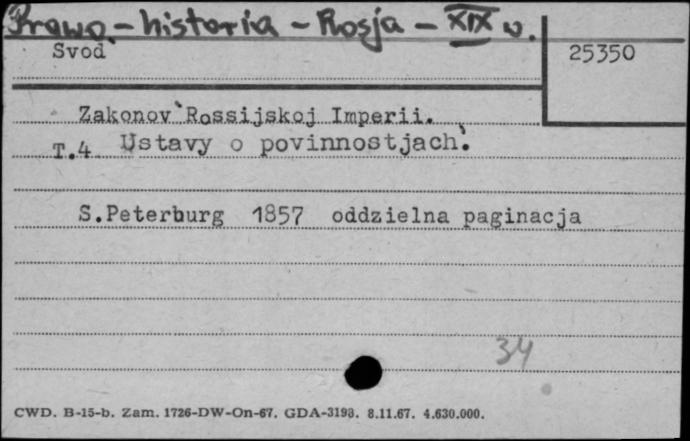 Prawo - historia - Rosja - XIX w.
Svod
25350
Zakonov Rossijskoj Imperii.
T.4 Ustavy o povinnostjach.
S.Peterburg 1857 oddzielna paginacja
34
CWD. B-15-b. Zam. 1726-DW-On-67. GDA-3198. 8.11.67. 4.630.000.